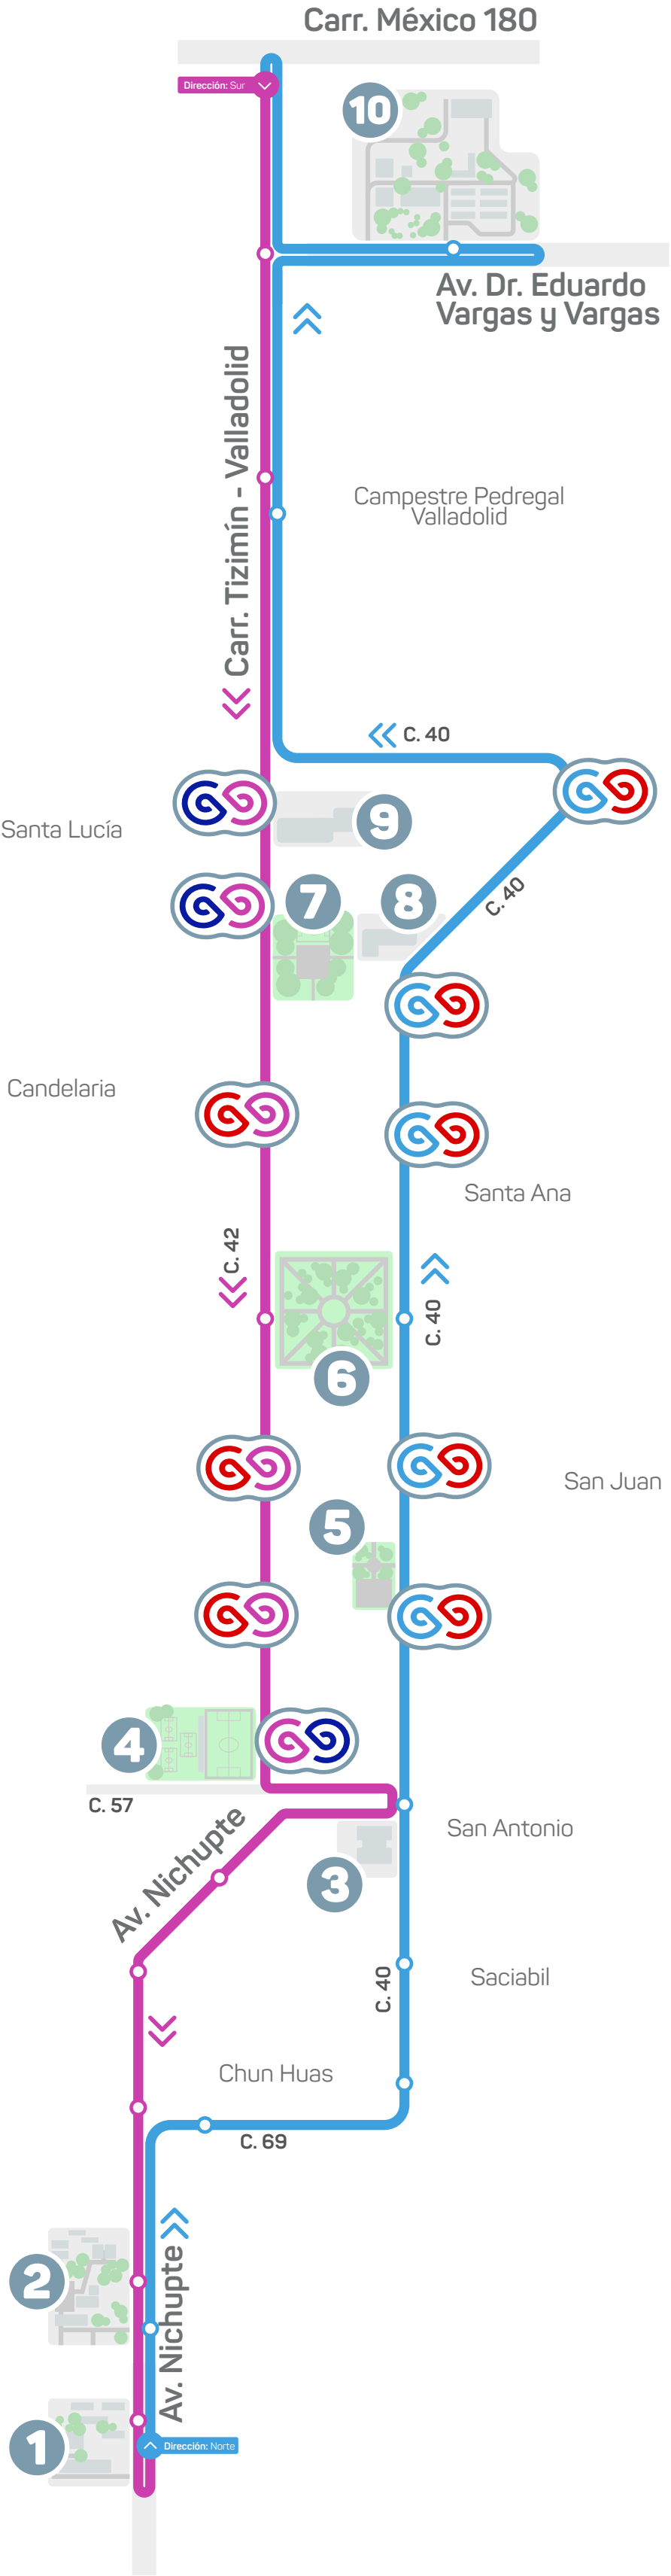 Carr. México 180
Dirección: Sur
10
Av. Dr. Eduardo
Vargas y Vargas
Carr. Tizimín - Valladolid
Campestre Pedregal
Valladolid
C. 40
Santa Lucía
9
C. 40
7
8
Candelaria
Santa Ana
C. 42
C. 40
6
San Juan
5
4
C. 57
San Antonio
Av. Nichupte
3
C. 40
Saciabil
Chun Huas
C. 69
2
Av. Nichupte
1
Dirección: Norte